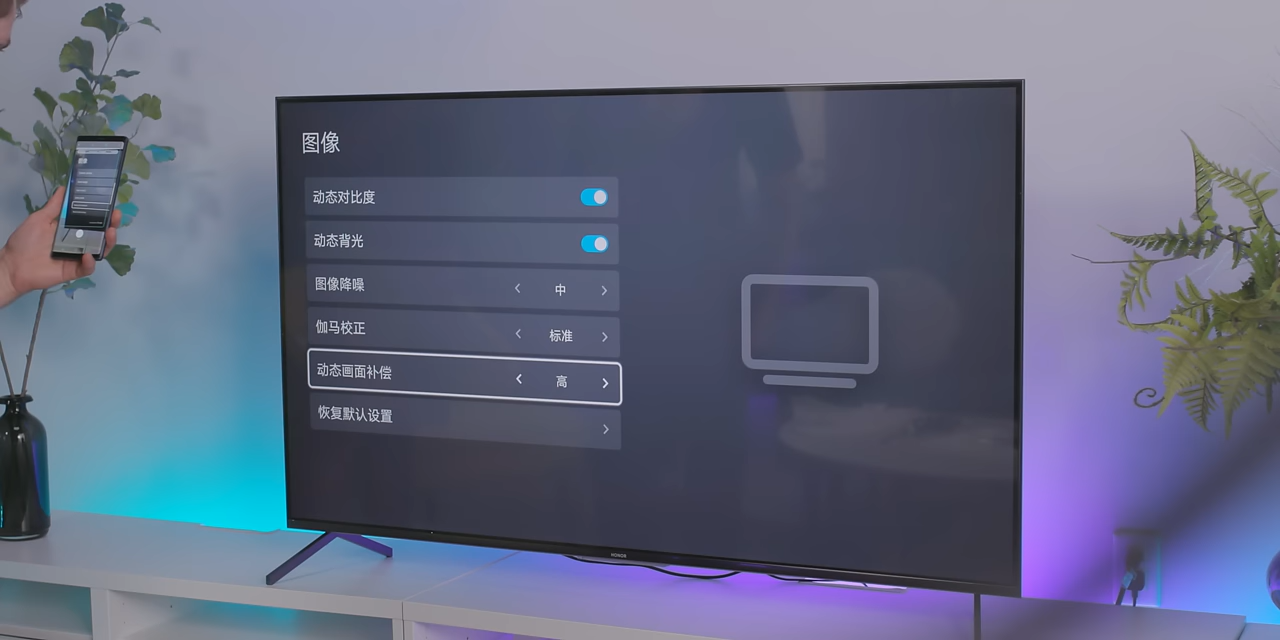 图像
动态对比度
动态背光
图像降噪 中
伽马校正 标准
动态画面补偿 高
恢复默认设置
HONOR